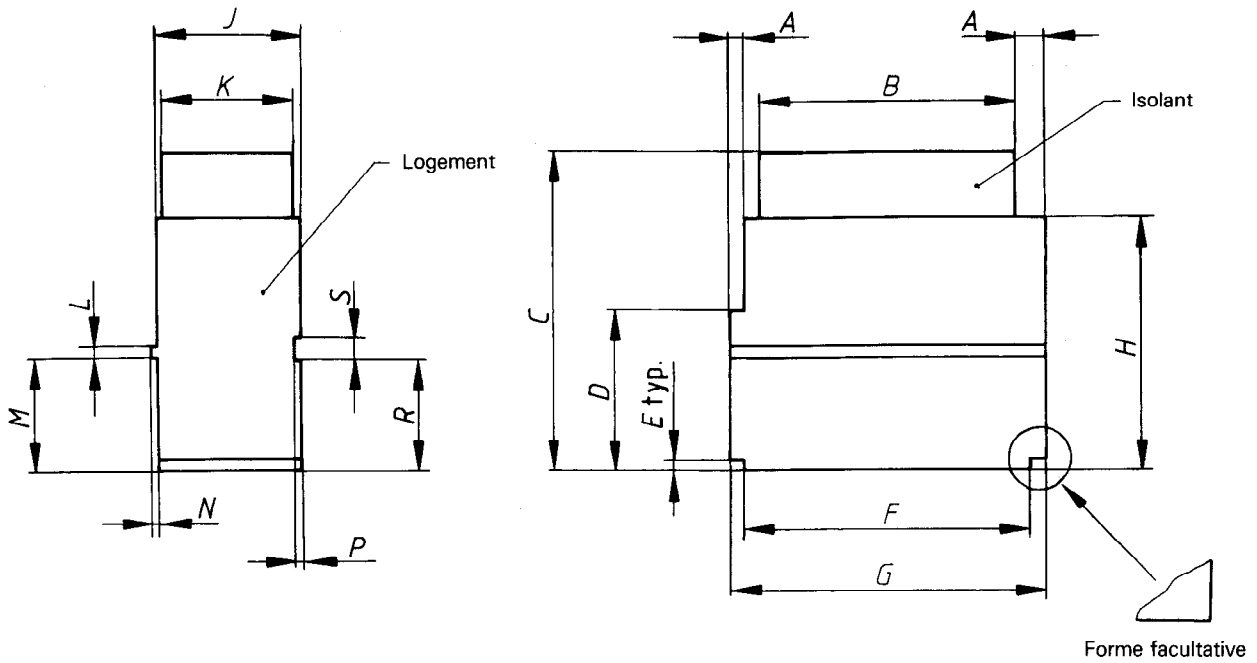 J
A
A
K
B
Isolant
Logement
L
S
C
D
E typ.
H
M
R
N
P
F
G
Forme facultative